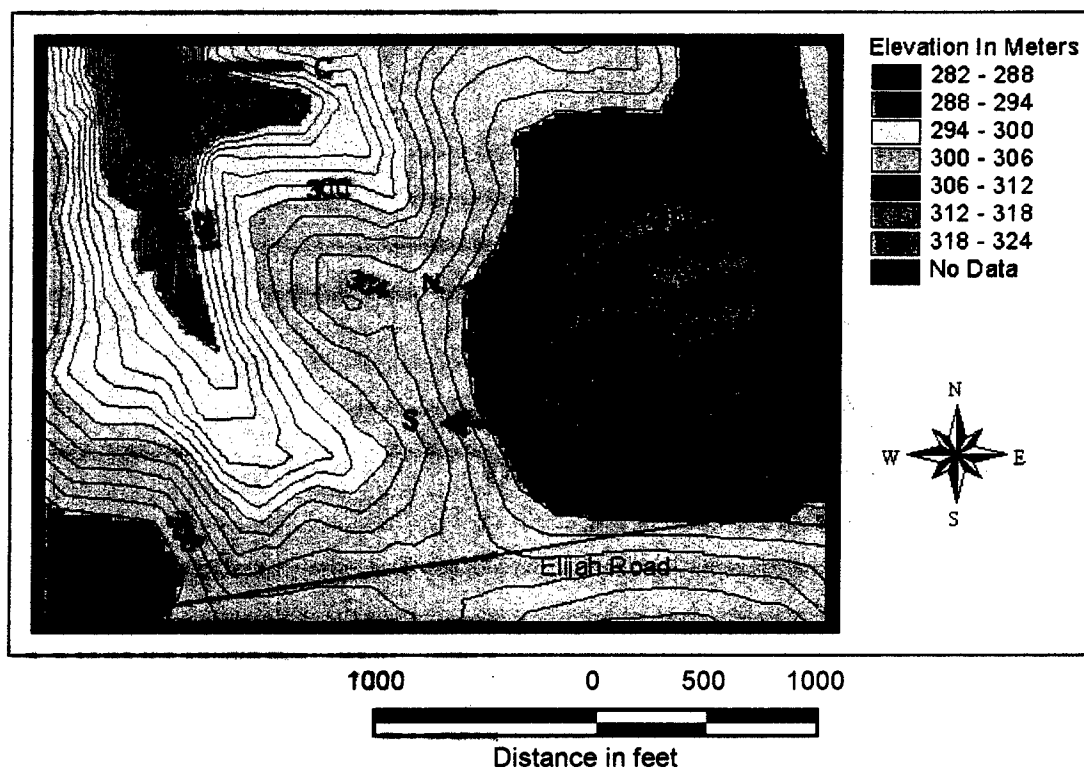 Elevation In Meters
282 - 288
288 - 294
294 - 300
300 - 306
306 - 312
312 - 318
318 - 324
No Data
C
300
N
S
Elijah Road
N
W E
S
1000 0 500 1000
Distance in feet